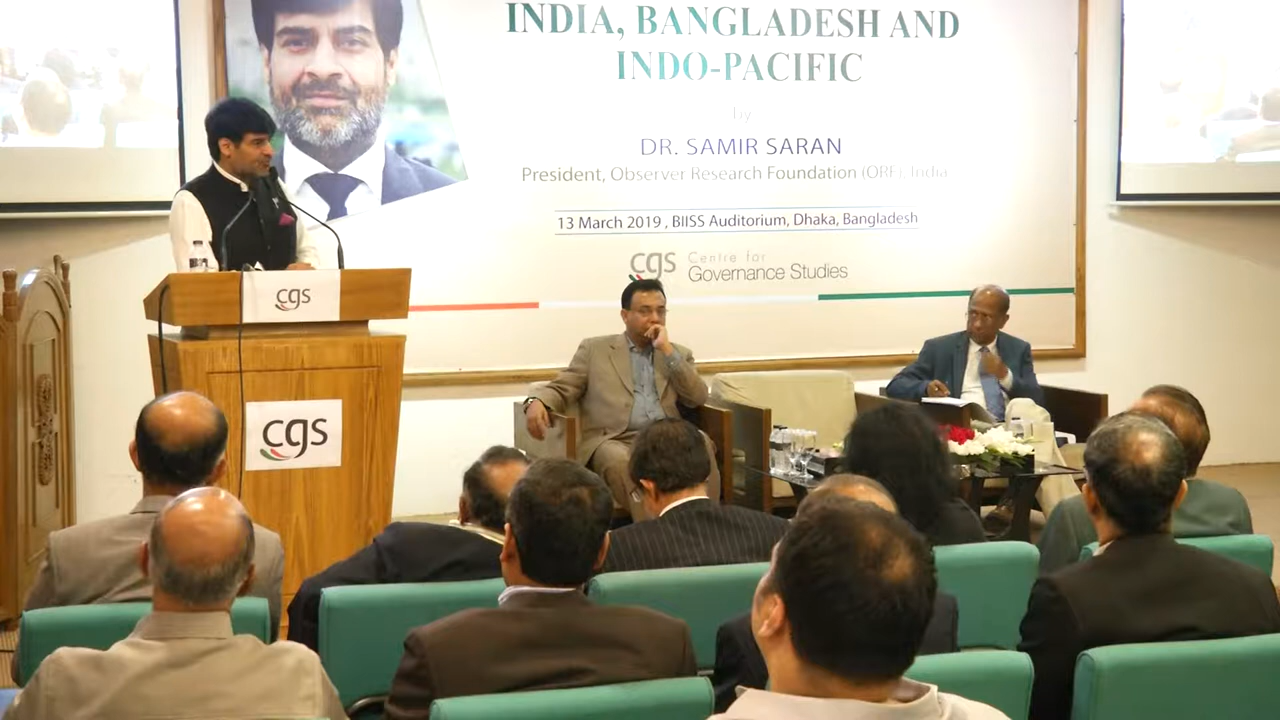 INDIA, BANGLADESH AND
INDO-PACIFIC
by
DR. SAMIR SARAN
President, Observer Research Foundation (ORF), India
13 March 2019 , BIISS Auditorium, Dhaka, Bangladesh
cgs Centre for
Governance Studies
cgs
cgs